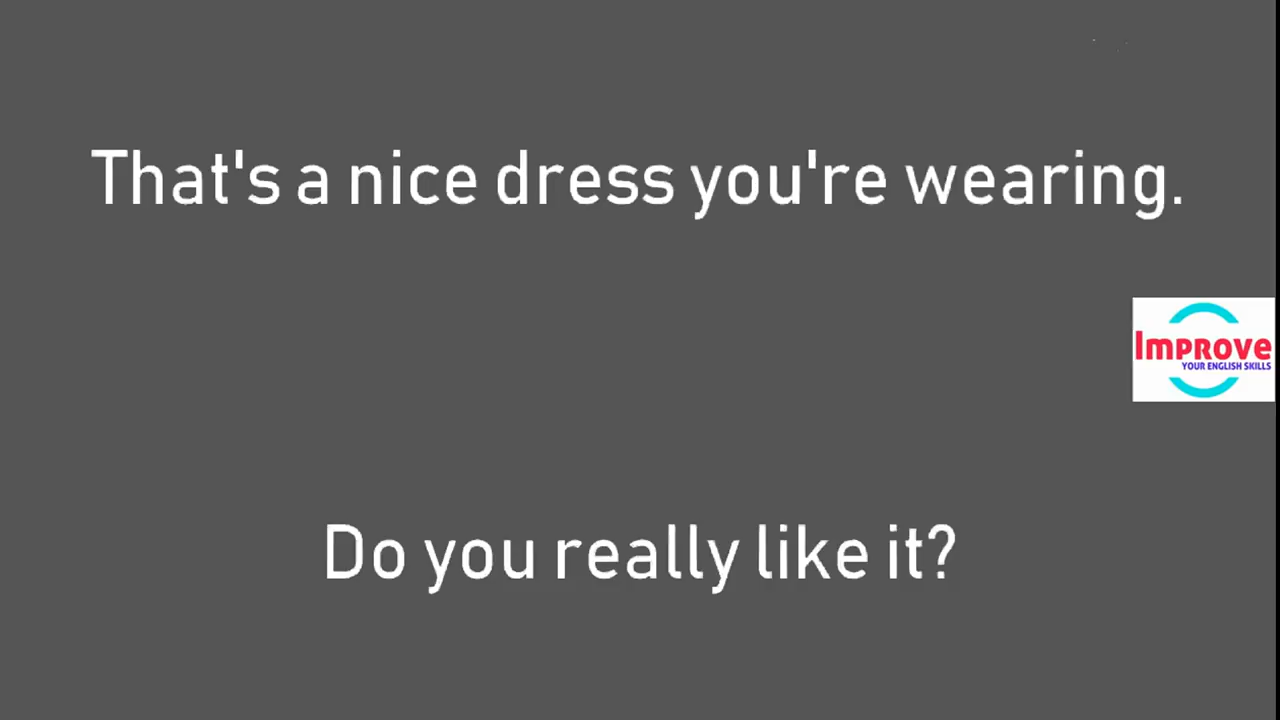 That's a nice dress you're wearing.
Improve
YOUR ENGLISH SKILLS
Do you really like it?